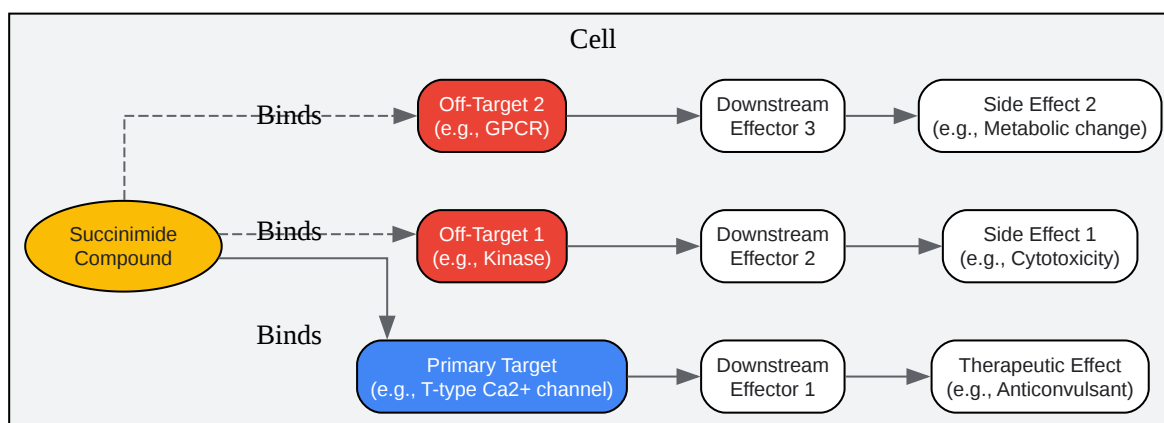 Cell
Binds
Off-Target 2
(e.g., GPCR)
Downstream
Effector 3
Side Effect 2
(e.g., Metabolic change)
Succinimide
Compound
Binds
Off-Target 1
(e.g., Kinase)
Downstream
Effector 2
Side Effect 1
(e.g., Cytotoxicity)
Binds
Primary Target
(e.g., T-type Ca2+ channel)
Downstream
Effector 1
Therapeutic Effect
(e.g., Anticonvulsant)